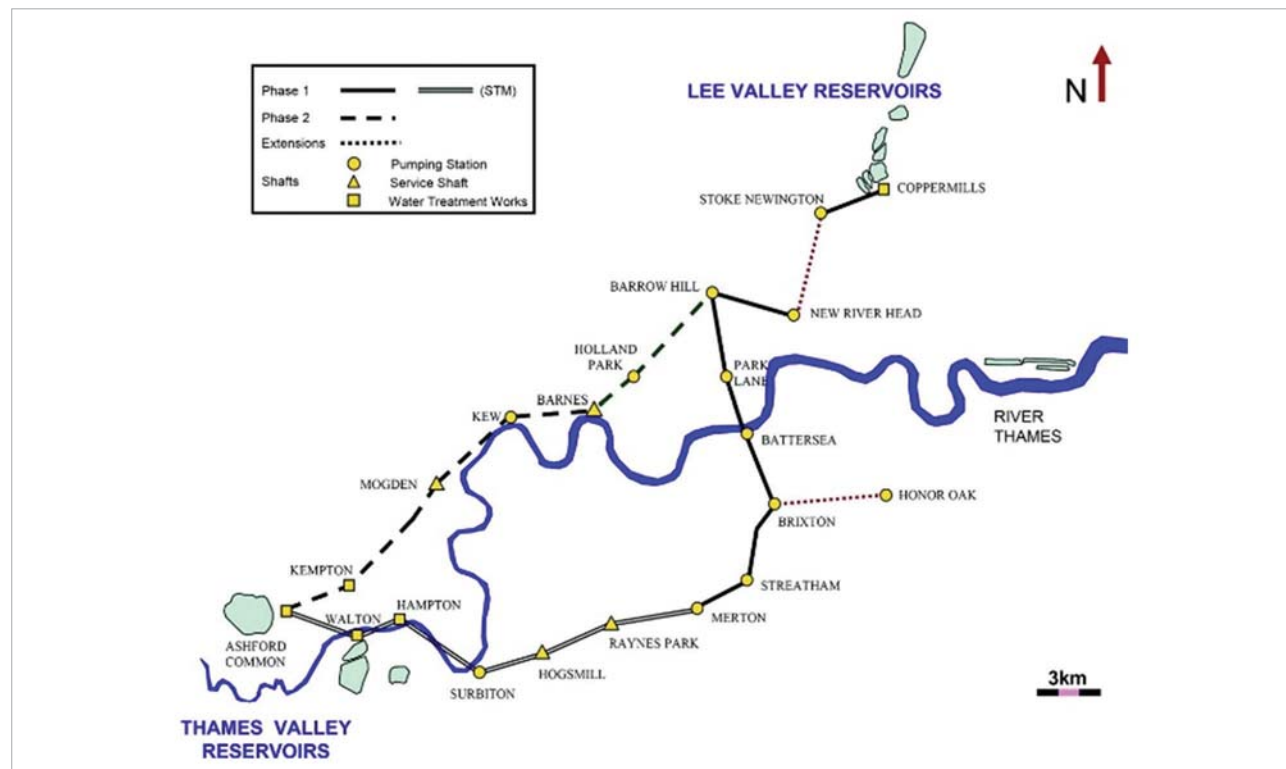 LEE VALLEY RESERVOIRS
N
Phase 1 (STM)
Phase 2
Extensions
Shafts
Pumping Station
Service Shaft
Water Treatment Works
COPPERMILLS
STOKE NEWINGTON
BARROW HILL
NEW RIVER HEAD
HOLLAND
PARK
PARK
LANE
BARNES
KEW
RIVER
THAMES
BATTERSEA
MOGDEN
HONOR OAK
BRIXTON
KEMPTON
STREATHAM
HAMPTON
WALTON
MERTON
ASHFORD
COMMON
RAYNES PARK
HOGSMILL
SURBITON
3km
THAMES VALLEY
RESERVOIRS